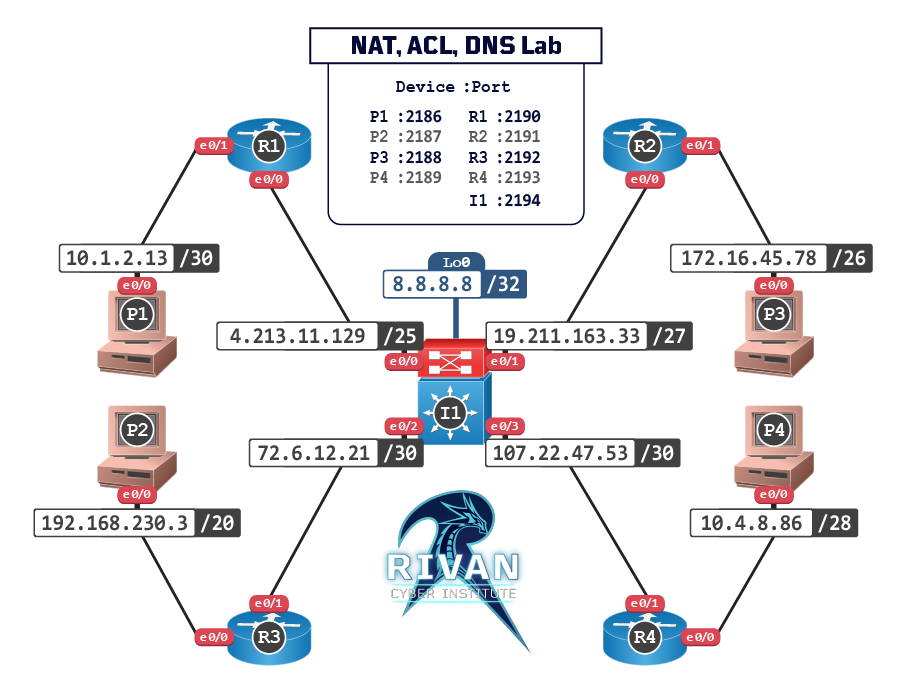 NAT, ACL, DNS Lab
Device :Port
P1 :2186 R1 :2190
P2 :2187 R2 :2191
P3 :2188 R3 :2192
P4 :2189 R4 :2193
I1 :2194
R1
e0/1
e0/0
R2
e0/1
e0/0
10.1.2.13 /30
e0/0
P1
Lo0
8.8.8.8 /32
172.16.45.78 /26
e0/0
P3
4.213.11.129 /25
e0/0
19.211.163.33 /27
e0/1
I1
P2
e0/0
192.168.230.3 /20
e0/2
72.6.12.21 /30
e0/3
107.22.47.53 /30
P4
e0/0
10.4.8.86 /28
RIVAN
CYBER INSTITUTE
e0/1
e0/0
R3
e0/1
R4
e0/0